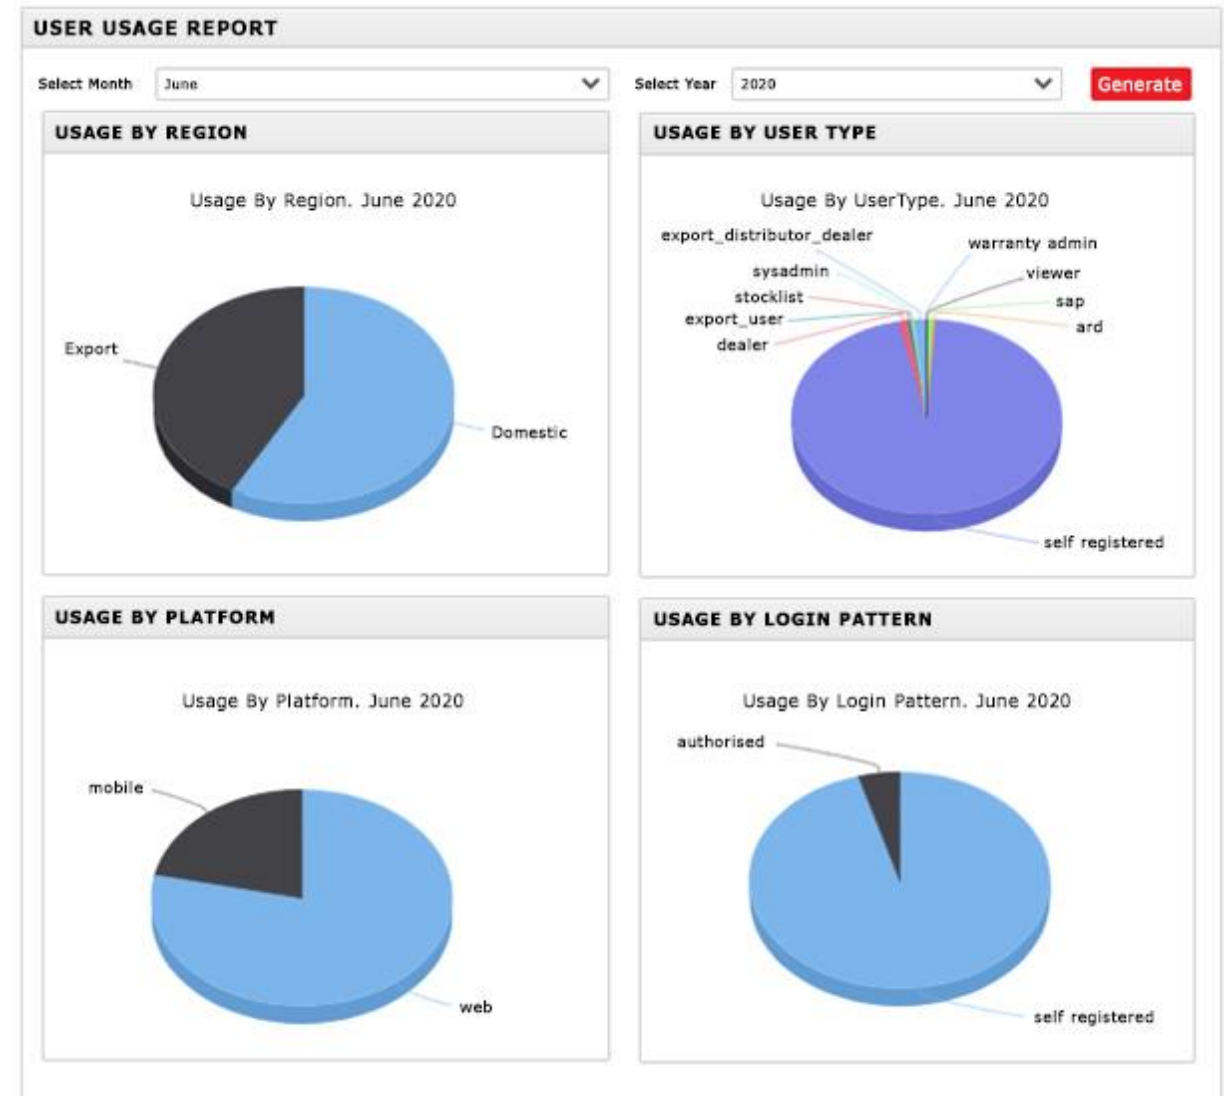 USER USAGE REPORT
Select Month June Select Year 2020 Generate
USAGE BY REGION
Usage By Region. June 2020
Export
Domestic
USAGE BY USER TYPE
Usage By UserType. June 2020
export_distributor_dealer
warranty admin
sysadmin
viewer
stocklist
sap
export_user
ard
dealer
self registered
USAGE BY PLATFORM
Usage By Platform. June 2020
mobile
web
USAGE BY LOGIN PATTERN
Usage By Login Pattern. June 2020
authorised
self registered